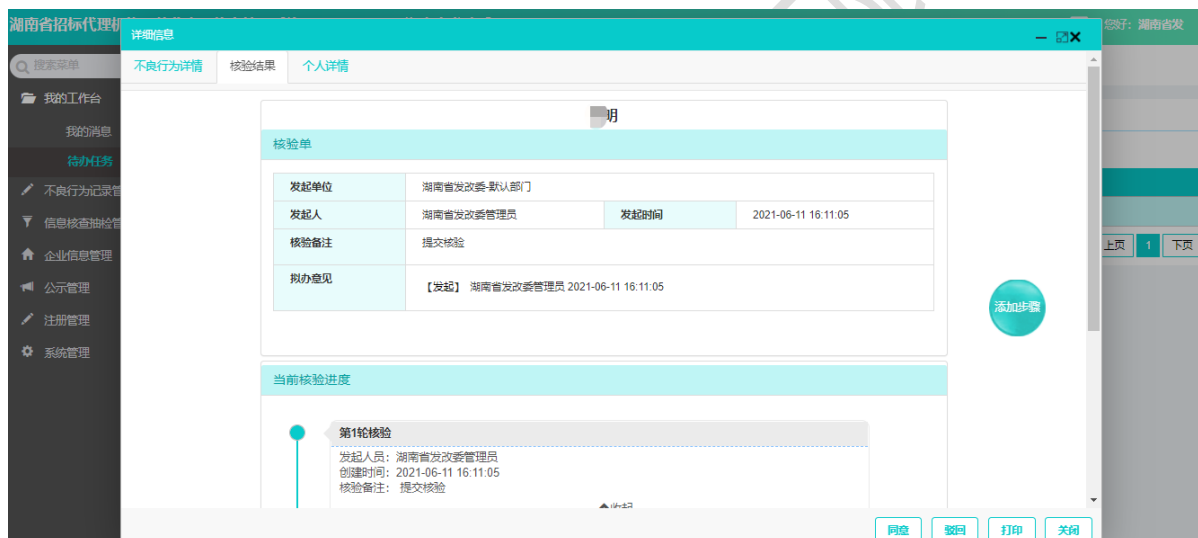 湖南省招标代理机
您好: 湖南省发
详细信息
搜索菜单
不良行为详情 核验结果 个人详情
我的工作台
我的消息
待办任务
不良行为记录管
信息核查抽检管
企业信息管理
公示管理
注册管理
系统管理
明
核验单
发起单位 湖南省发改委-默认部门
发起人 湖南省发改委管理员 发起时间 2021-06-11 16:11:05
核验备注 提交核验
拟办意见 【发起】 湖南省发改委管理员 2021-06-11 16:11:05
添加步骤
上页 1 下页
当前核验进度
第1轮核验
发起人员: 湖南省发改委管理员
创建时间: 2021-06-11 16:11:05
核验备注: 提交核验
收起
同意 驳回 打印 关闭